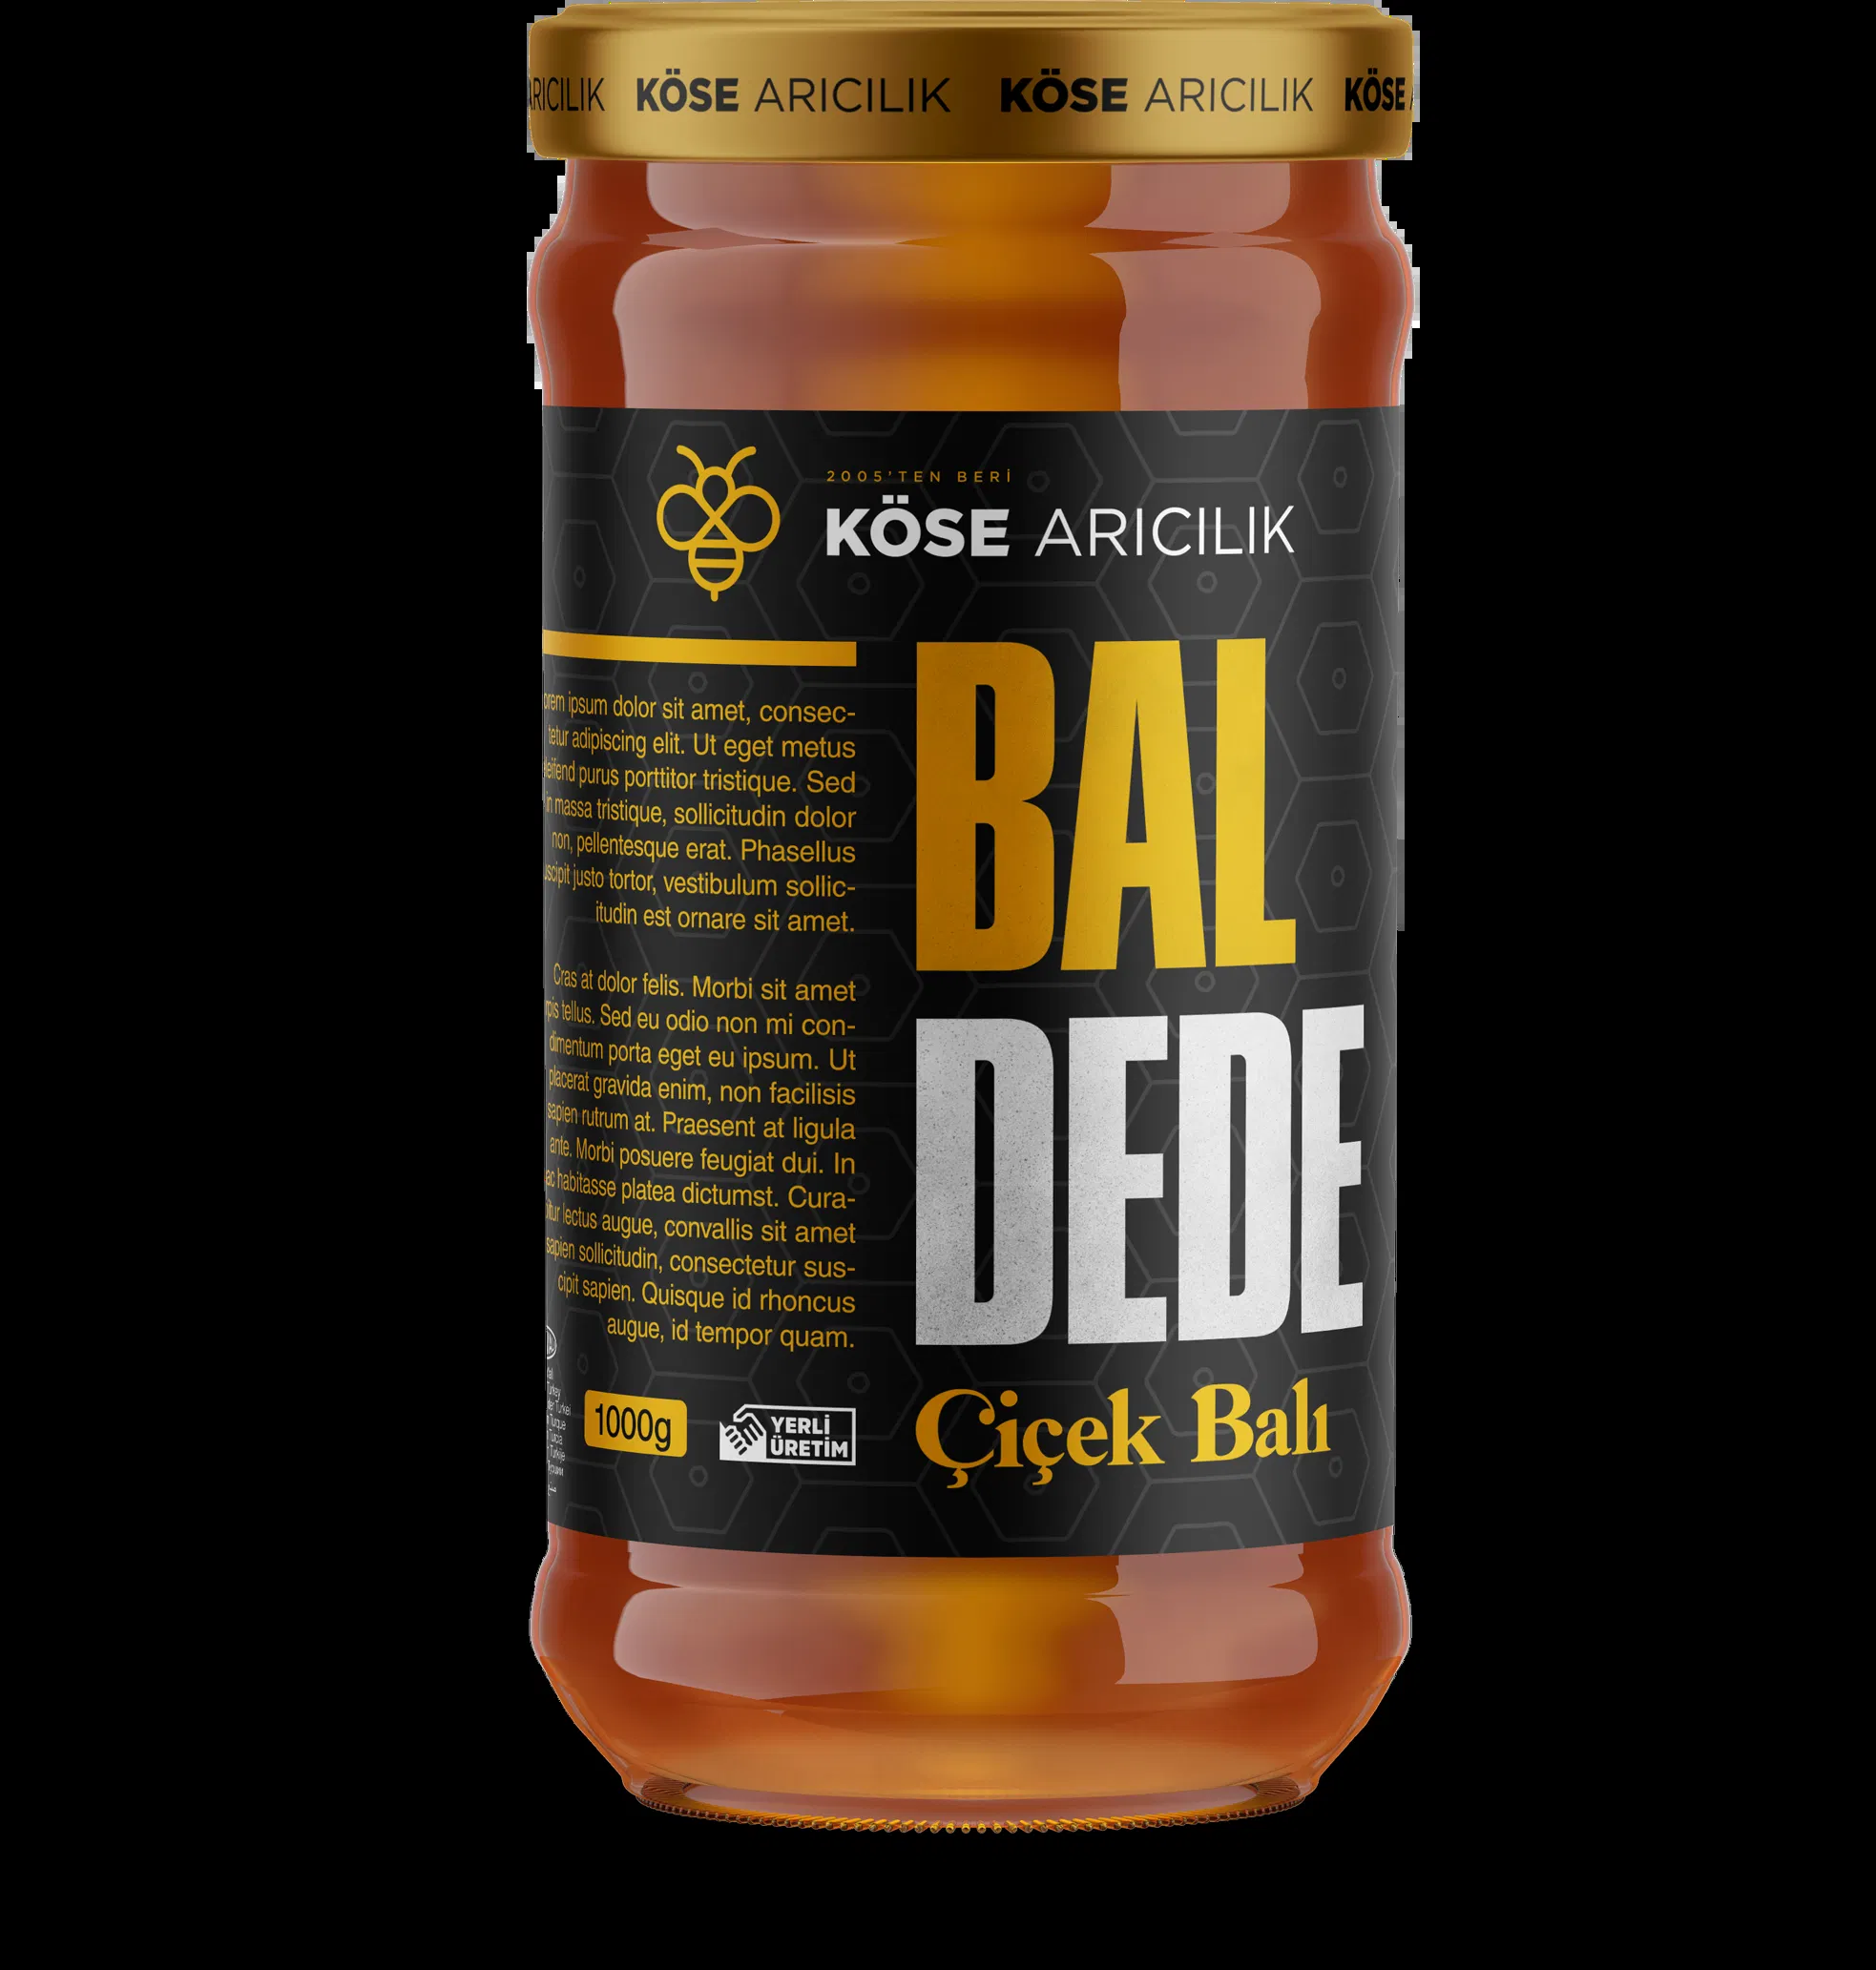 KÖSE ARICILIK KÖSE ARICILIK KÖSE
2005'TEN BERİ
KÖSE ARICILIK
BAL
DEDE
Çiçek Balı
ipsum dolor sit amet, consec-
tetur adipiscing elit. Ut eget metus
eleifend purus porttitor tristique. Sed
in massa tristique, sollicitudin dolor
non, pellentesque erat. Phasellus
justo tortor, vestibulum sollic-
itudin est ornare sit amet.
Cras at dolor felis. Morbi sit amet
tellus. Sed eu odio non mi con-
dimentum porta eget eu ipsum. Ut
placerat gravida enim, non facilisis
sapien rutrum at. Praesent at ligula
ante. Morbi posuere feugiat dui. In
ac habitasse platea dictumst. Cura-
lectus augue, convallis sit amet
sapien sollicitudin, consectetur sus-
cipit sapien. Quisque id rhoncus
augue, id tempor quam.
1000g
YERLİ
ÜRETİM